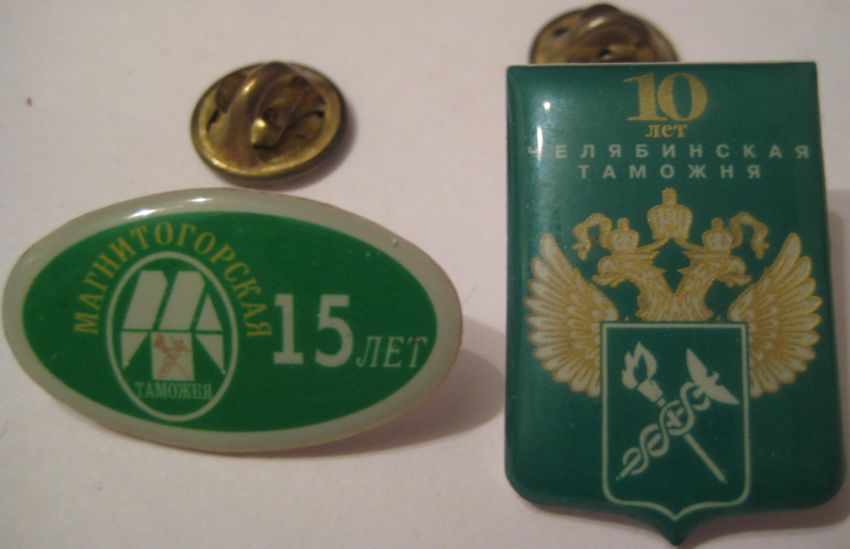 МАГНИТОГОРСКАЯ
ТАМОЖНЯ
15 ЛЕТ
10
лет
ЧЕЛЯБИНСКАЯ
ТАМОЖНЯ